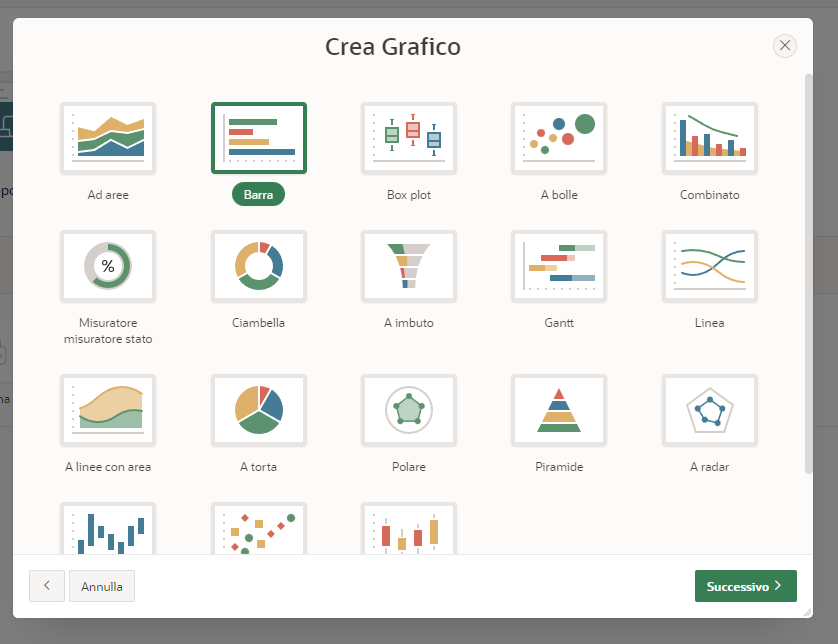 Crea Grafico
Ad aree
Barra
Box plot
A bolle
Combinato
%
Misuratore
misuratore stato
Ciambella
A imbuto
Gantt
Linea
A linee con area
A torta
Polare
Piramide
A radar
Annulla
Successivo